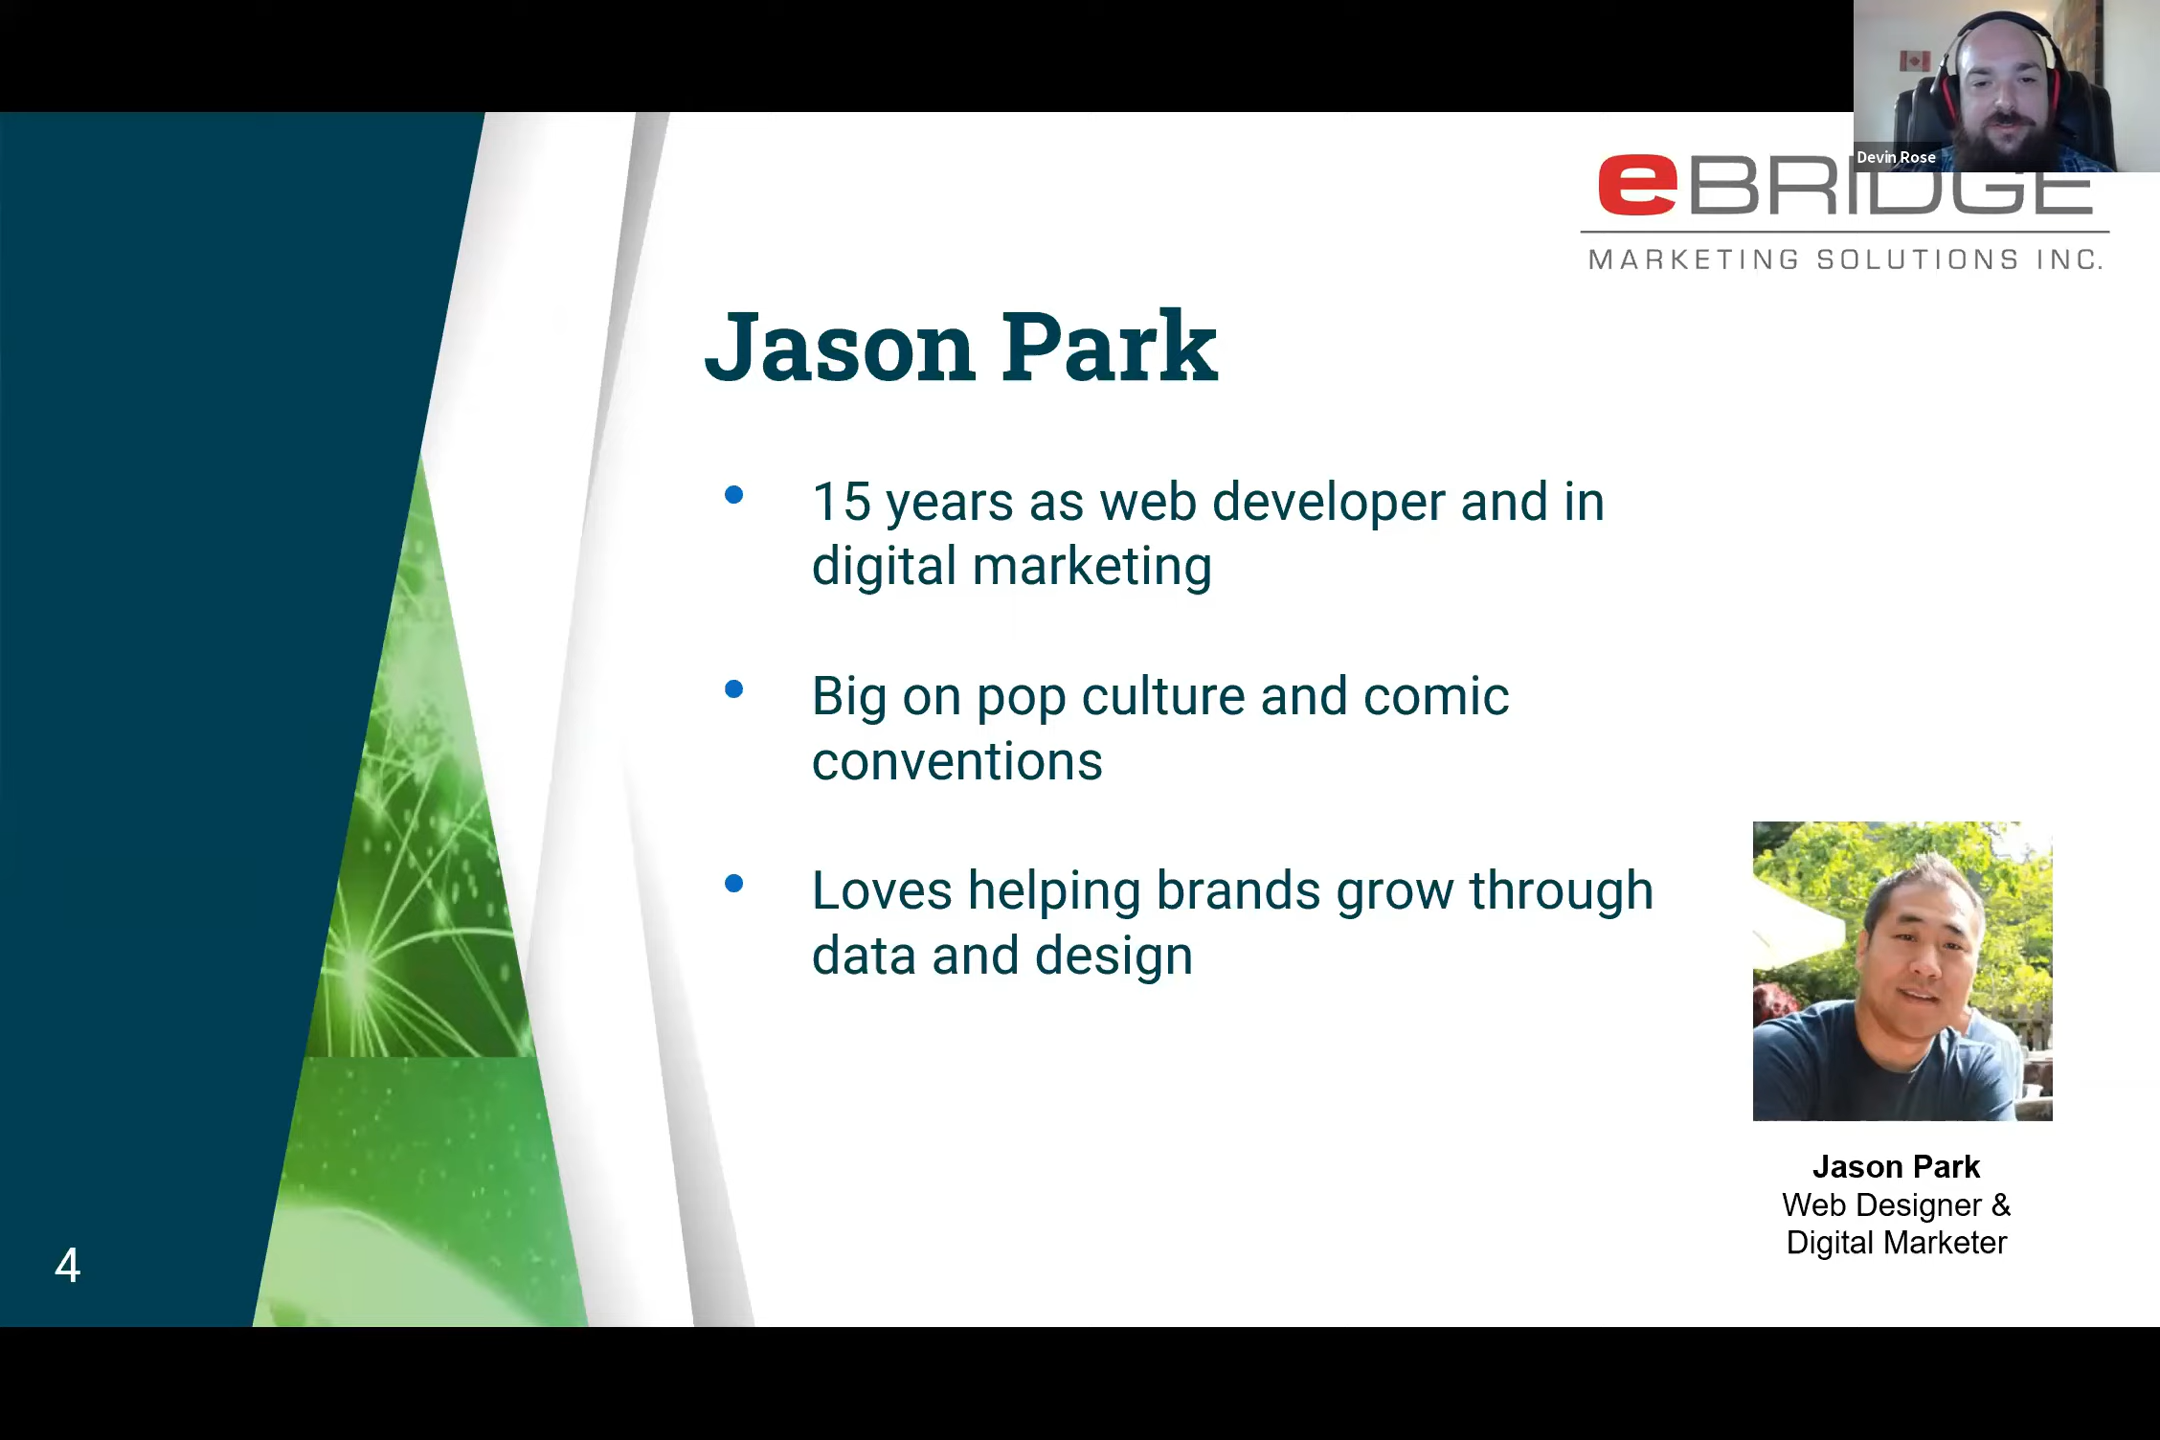 Devin Rose
eBRIDGE
MARKETING SOLUTIONS INC.
Jason Park
• 15 years as web developer and in
digital marketing
• Big on pop culture and comic
conventions
• Loves helping brands grow through
data and design
Jason Park
Web Designer &
Digital Marketer
4